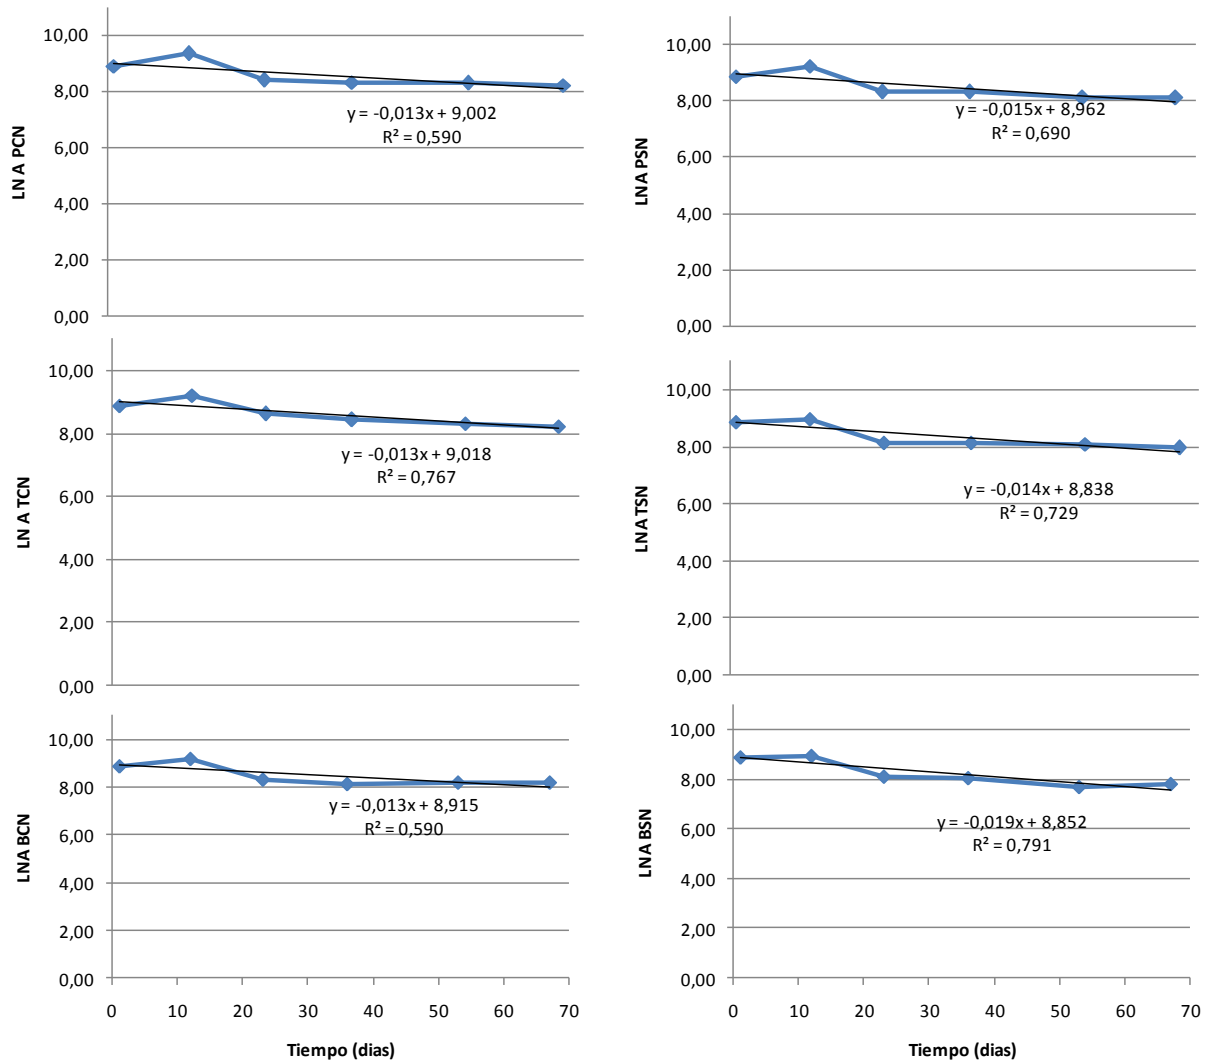 10,00
8,00
6,00
4,00
2,00
0,00
LN A PCN
y = -0,013x + 9,002
R² = 0,590
10,00
8,00
6,00
4,00
2,00
0,00
LNA PSN
y = -0,015x + 8,962
R² = 0,690
10,00
8,00
6,00
4,00
2,00
0,00
LN A TCN
y = -0,013x + 9,018
R² = 0,767
10,00
8,00
6,00
4,00
2,00
0,00
LNA TSN
y = -0,014x + 8,838
R² = 0,729
10,00
8,00
6,00
4,00
2,00
0,00
LNA BCN
y = -0,013x + 8,915
R² = 0,590
0 10 20 30 40 50 60 70
Tiempo (dias)
10,00
8,00
6,00
4,00
2,00
0,00
LNA BSN
y = -0,019x + 8,852
R² = 0,791
0 10 20 30 40 50 60 70
Tiempo (dias)